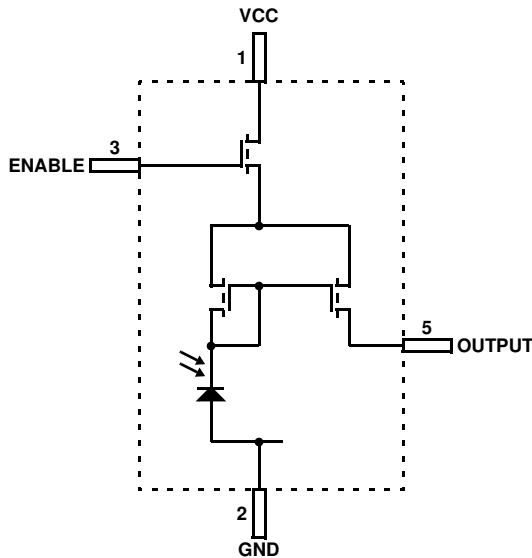 VCC
1
3
ENABLE
5
OUTPUT
2
GND